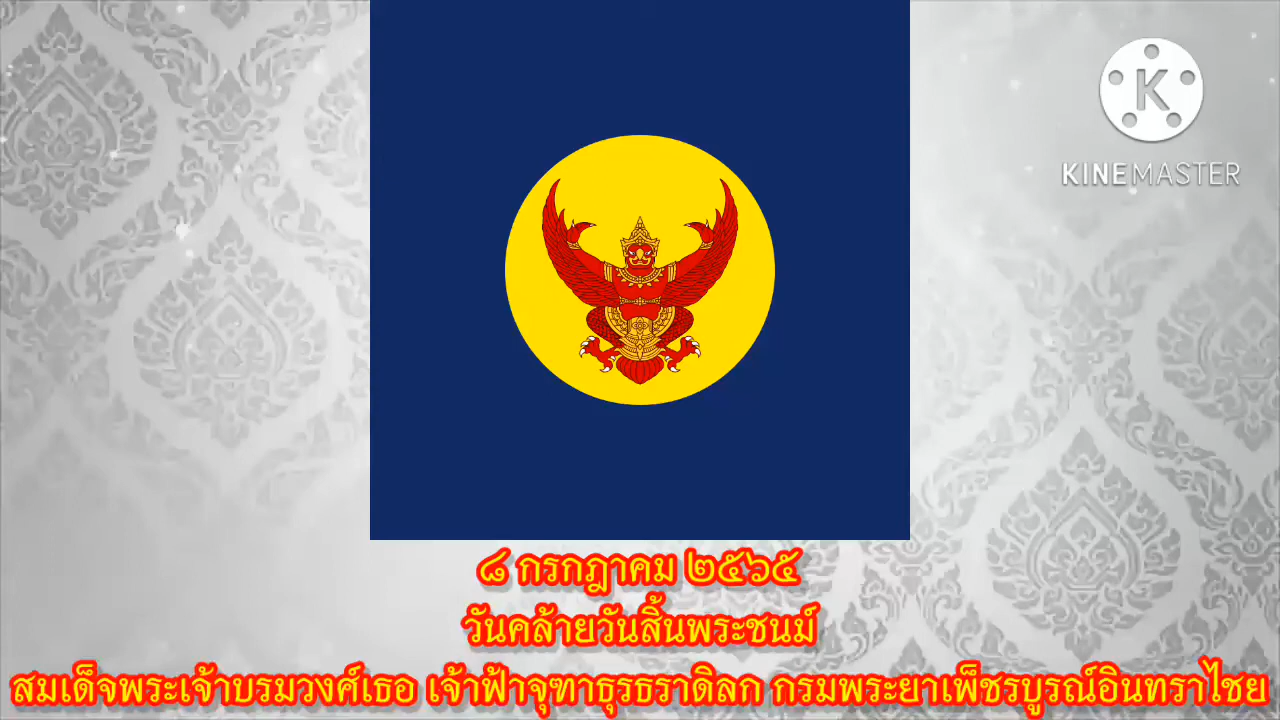 KINEMASTER
๘ กรกฎาคม ๒๕๖๕
วันคล้ายวันสิ้นพระชนม์
สมเด็จพระเจ้าบรมวงศ์เธอ เจ้าฟ้าจุฑาธุรธราดิลก กรมพระยาเพ็ชรบูรณ์อินทราไชย